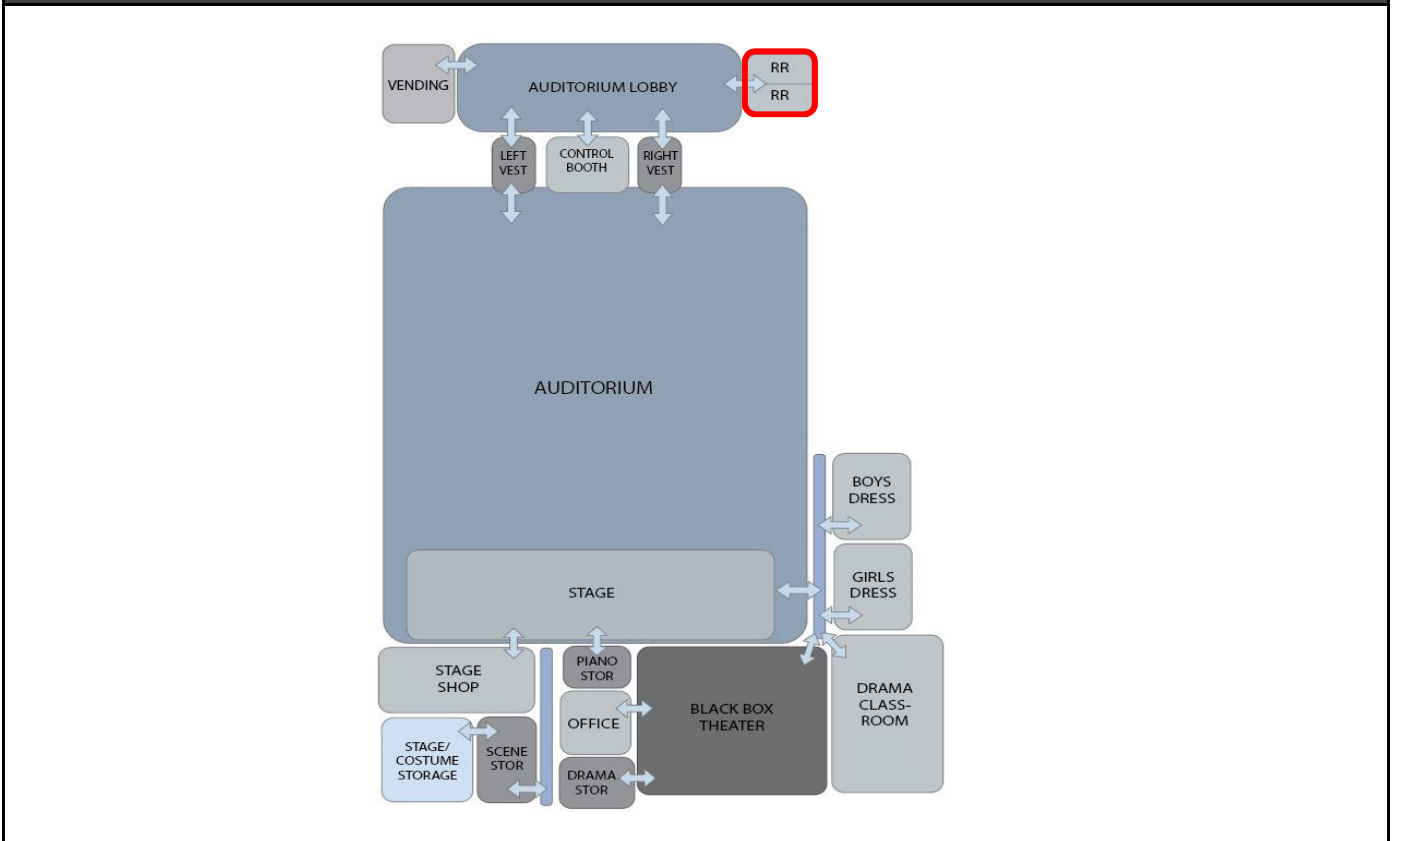 VENDING
AUDITORIUM LOBBY
RR
RR
LEFT
VEST
CONTROL
BOOTH
RIGHT
VEST
AUDITORIUM
BOYS
DRESS
STAGE
GIRLS
DRESS
STAGE
SHOP
PIANO
STOR
OFFICE
BLACK BOX
THEATER
DRAMA
CLASS-
ROOM
STAGE/
COSTUME
STORAGE
SCENE
STOR
DRAMA
STOR